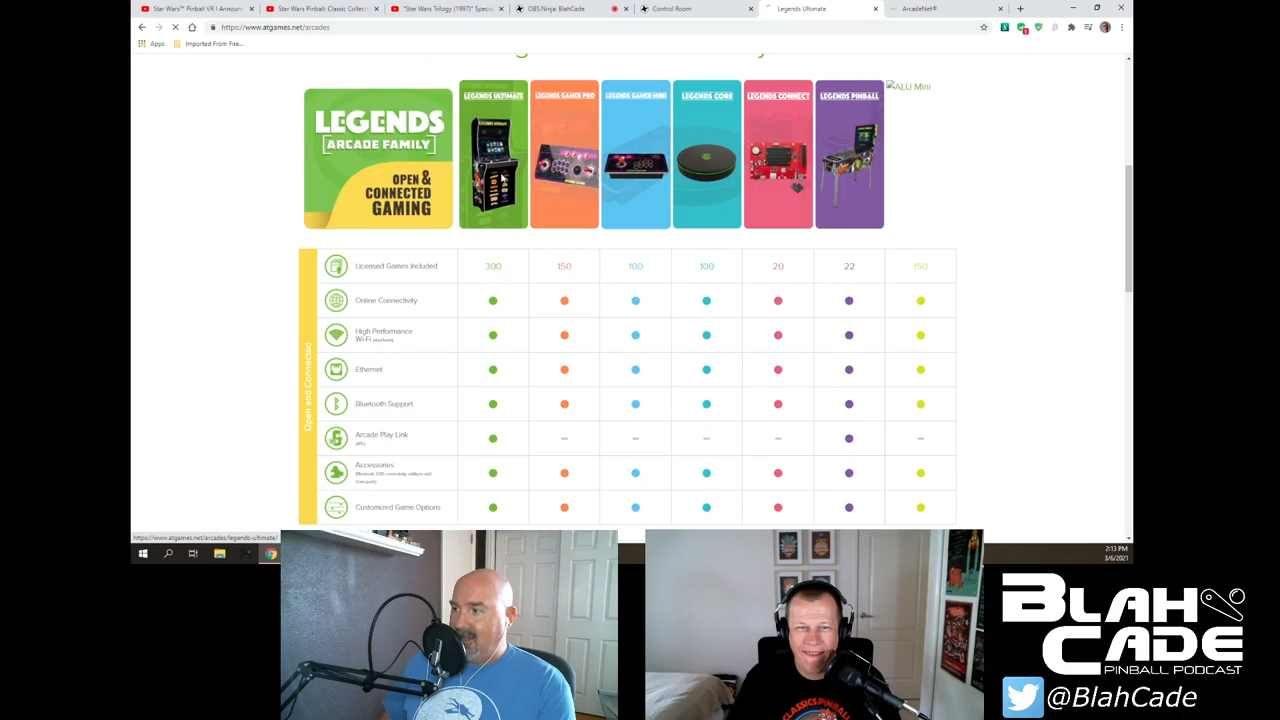 Star Wars™ Pinball VR I Announ
Star Wars Pinball: Classic Collecti
"Star Wars Trilogy (1997)" Speci
OBS.Ninja: BlahCade
Control Room
Legends Ultimate
ArcadeNet®
https://www.atgames.net/arcades
Apps
Imported From Fire...
LEGENDS
ARCADE FAMILY
OPEN &
CONNECTED
GAMING
LEGENDS ULTIMATE
LEGENDS GAMER PRO
LEGENDS GAMER MINI
LEGENDS CORE
LEGENDS CONNECT
LEGENDS PINBALL
ALU Mini
Open and Connected
Licensed Games Included 300 150 100 100 20 22 150
Online Connectivity
High Performance
Wi-Fi
Ethernet
Bluetooth Support
Arcade Play Link
Accessories
Customized Game Options
https://www.atgames.net/arcades/legends-ultimate/
2:13 PM
3/6/2021
CLASSICS PINBALL
BLAH
CADE
PINBALL PODCAST
@BlahCade